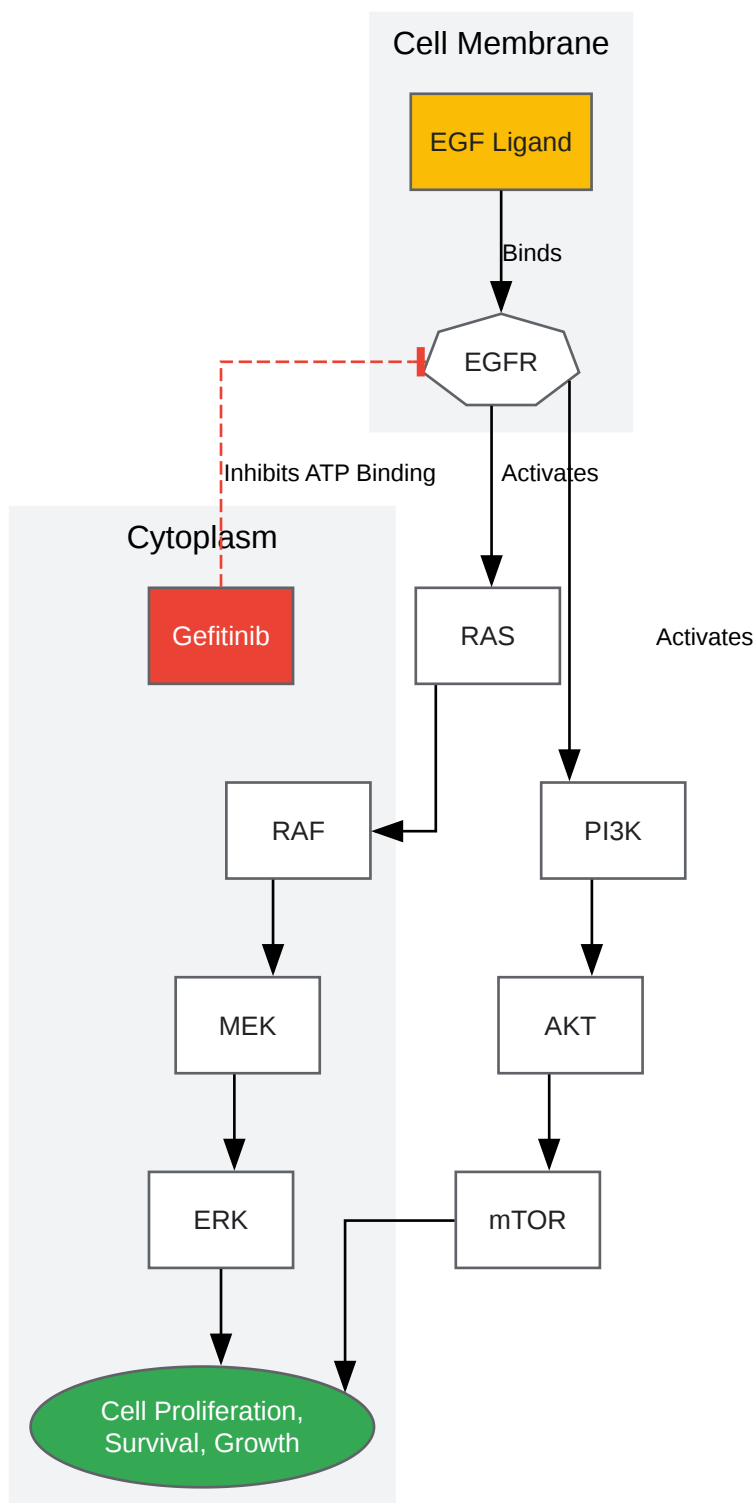 Cell Membrane
EGF Ligand
Binds
EGFR
Inhibits ATP Binding
Activates
Cytoplasm
Gefitinib
RAS
Activates
RAF
PI3K
MEK
AKT
ERK
mTOR
Cell Proliferation,
Survival, Growth